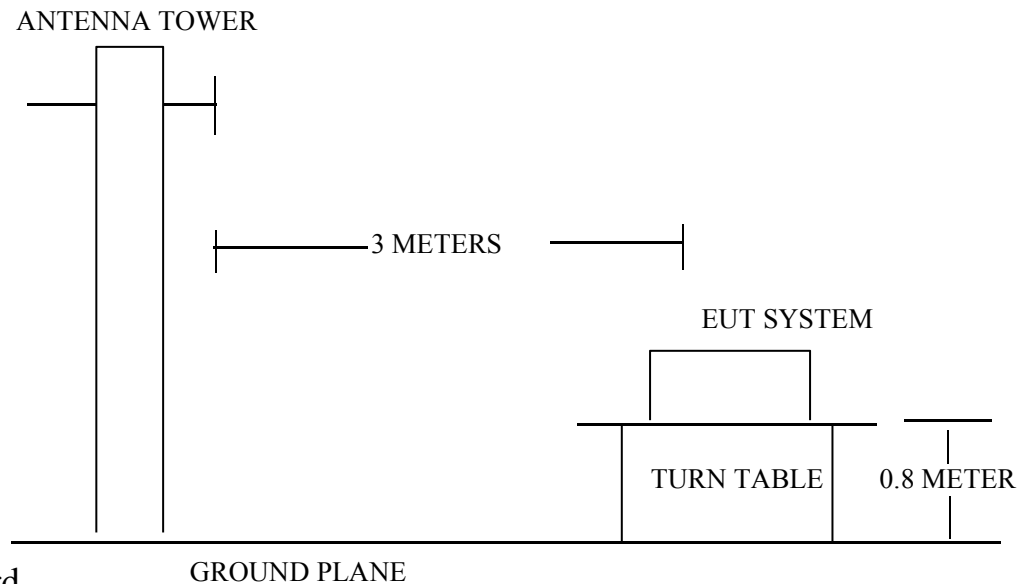 ANTENNA TOWER
3 METERS
EUT SYSTEM
TURN TABLE
0.8 METER
GROUND PLANE